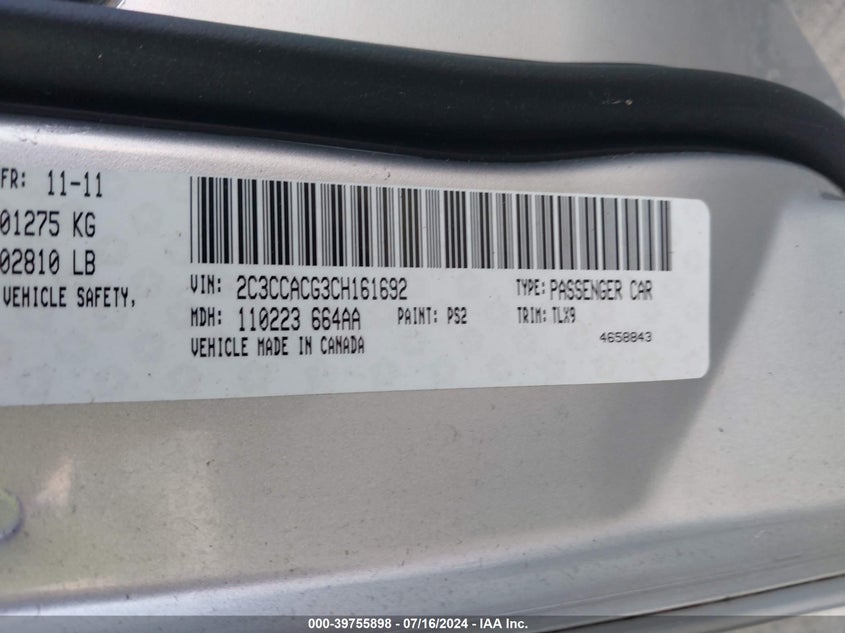 FR: 11-11
01275 KG
02810 LB
VEHICLE SAFETY,
VIN: 2C3CCACG3CH161692 TYPE: PASSENGER CAR
MDH: 110223 664AA PAINT: PS2 TRIM: TLX9
VEHICLE MADE IN CANADA 4658843
000-39755898 - 07/16/2024 - IAA Inc.